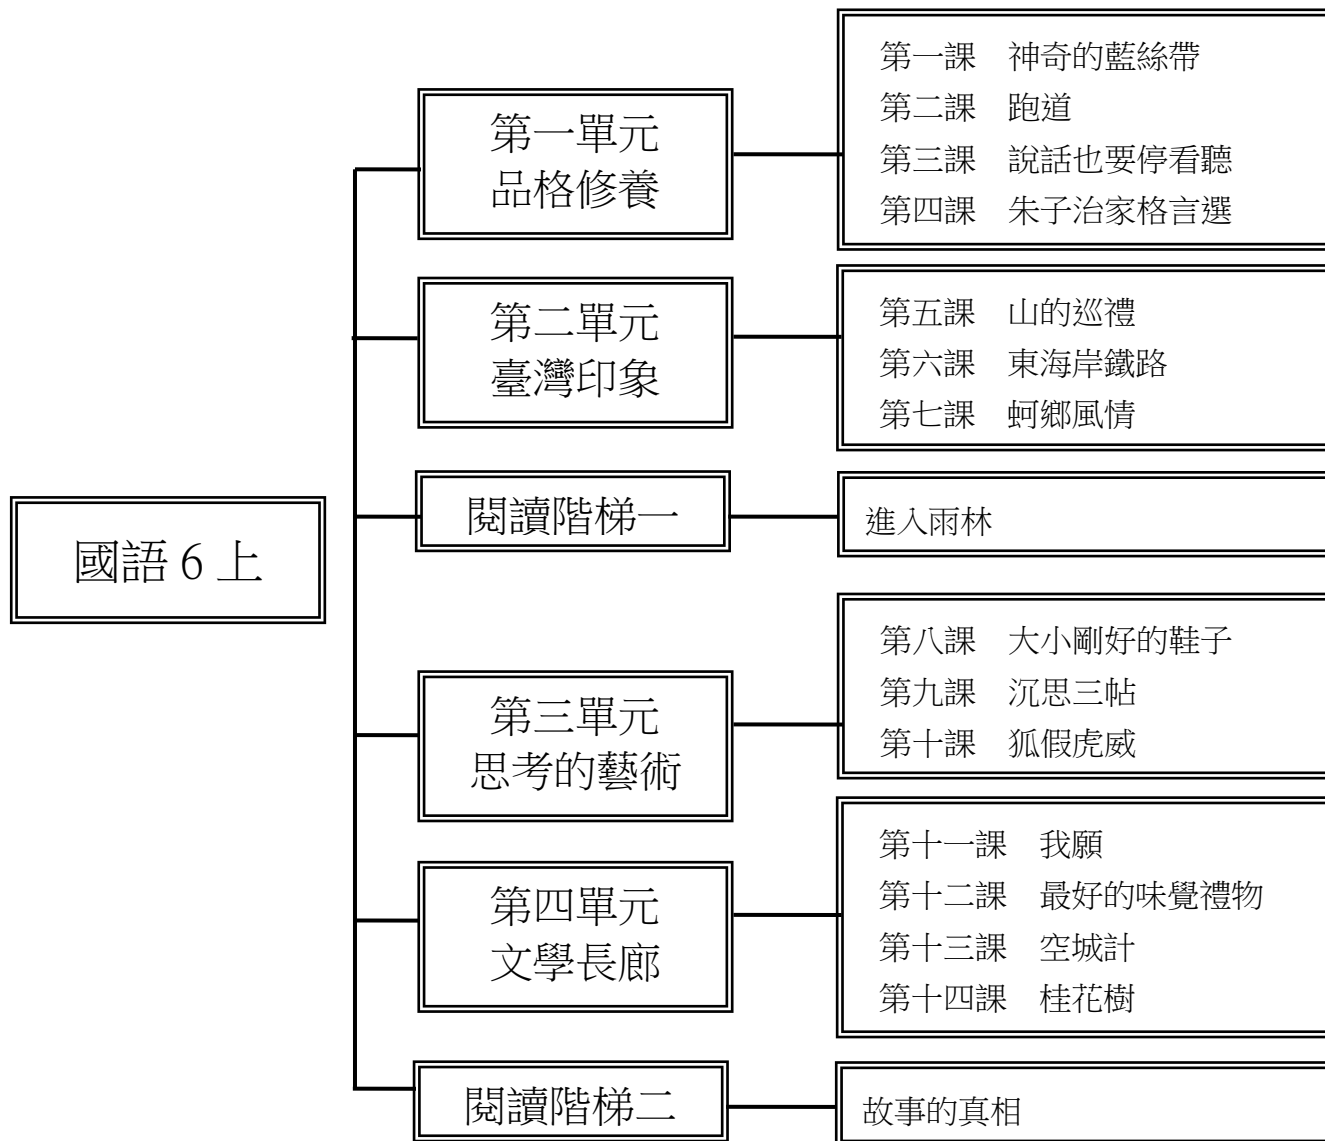 國語 6 上
第一單元
品格修養
第一課　神奇的藍絲帶
第二課　跑道
第三課　說話也要停看聽
第四課　朱子治家格言選
第二單元
臺灣印象
第五課　山的巡禮
第六課　東海岸鐵路
第七課　蚵鄉風情
閱讀階梯一
進入雨林
第三單元
思考的藝術
第八課　大小剛好的鞋子
第九課　沉思三帖
第十課　狐假虎威
第四單元
文學長廊
第十一課　我願
第十二課　最好的味覺禮物
第十三課　空城計
第十四課　桂花樹
閱讀階梯二
故事的真相